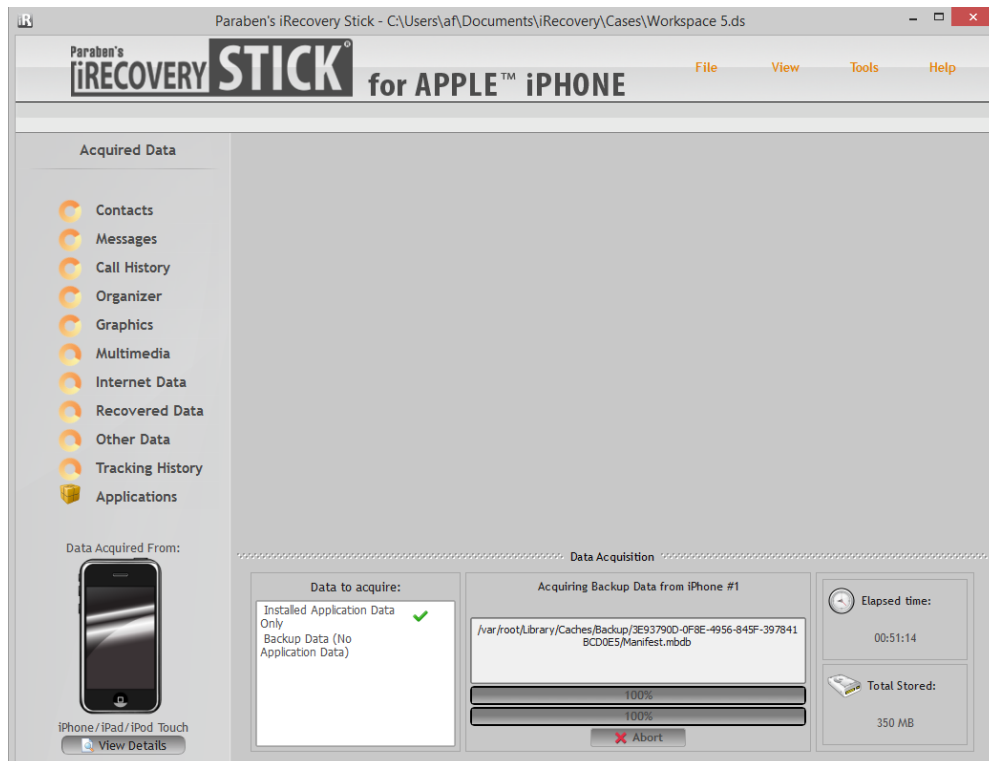 iR
Paraben's iRecovery Stick - C:\Users\af\Documents\iRecovery\Cases\Workspace 5.ds
Paraben's
iRECOVERY STICK for APPLE™ iPHONE
File View Tools Help
Acquired Data
Contacts
Messages
Call History
Organizer
Graphics
Multimedia
Internet Data
Recovered Data
Other Data
Tracking History
Applications
Data Acquired From:
iPhone/iPad/iPod Touch
View Details
Data Acquisition
Data to acquire:
Installed Application Data
Only
Backup Data (No
Application Data)
Acquiring Backup Data from iPhone #1
/var/root/Library/Caches/Backup/3E93790D-0F8E-4956-845F-397841
BCD0E5/Manifest.mbdb
100%
100%
Abort
Elapsed time:
00:51:14
Total Stored:
350 MB